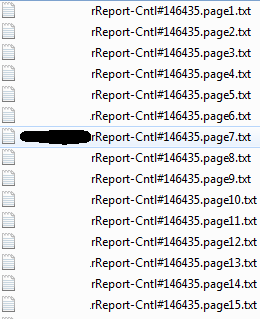 rReport-Cntl#146435.page1.txt
rReport-Cntl#146435.page2.txt
rReport-Cntl#146435.page3.txt
rReport-Cntl#146435.page4.txt
rReport-Cntl#146435.page5.txt
rReport-Cntl#146435.page6.txt
rReport-Cntl#146435.page7.txt
rReport-Cntl#146435.page8.txt
rReport-Cntl#146435.page9.txt
rReport-Cntl#146435.page10.txt
rReport-Cntl#146435.page11.txt
rReport-Cntl#146435.page12.txt
rReport-Cntl#146435.page13.txt
rReport-Cntl#146435.page14.txt
rReport-Cntl#146435.page15.txt